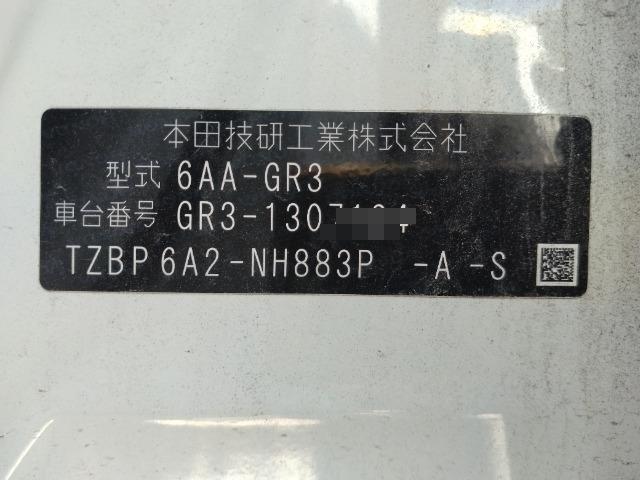 本田技研工業株式会社
型式 6AA-GR3
車台番号 GR3-130
TZBP 6A2-NH883P -A -S